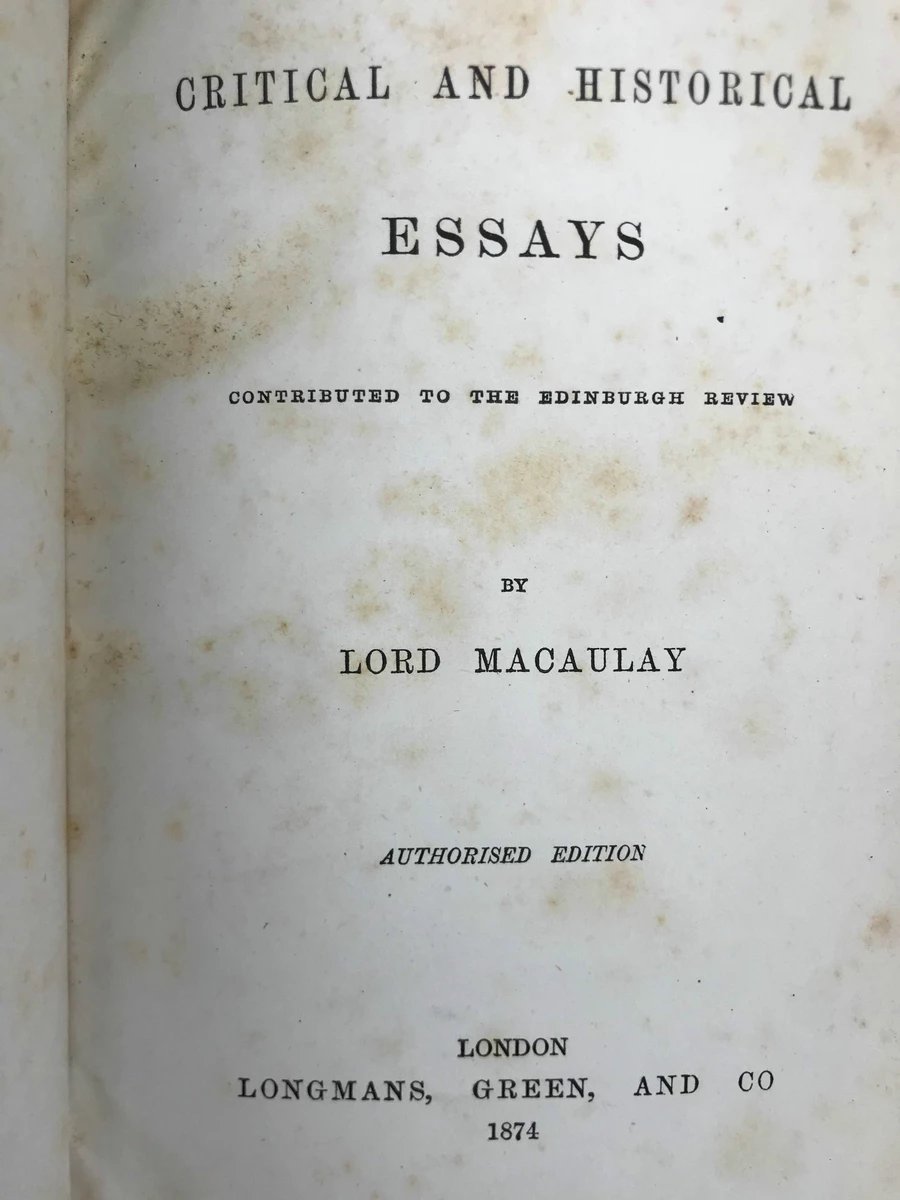 CRITICAL AND HISTORICAL
ESSAYS
CONTRIBUTED TO THE EDINBURGH REVIEW
BY
LORD MACAULAY
AUTHORISED EDITION
LONDON
LONGMANS, GREEN, AND CO
1874